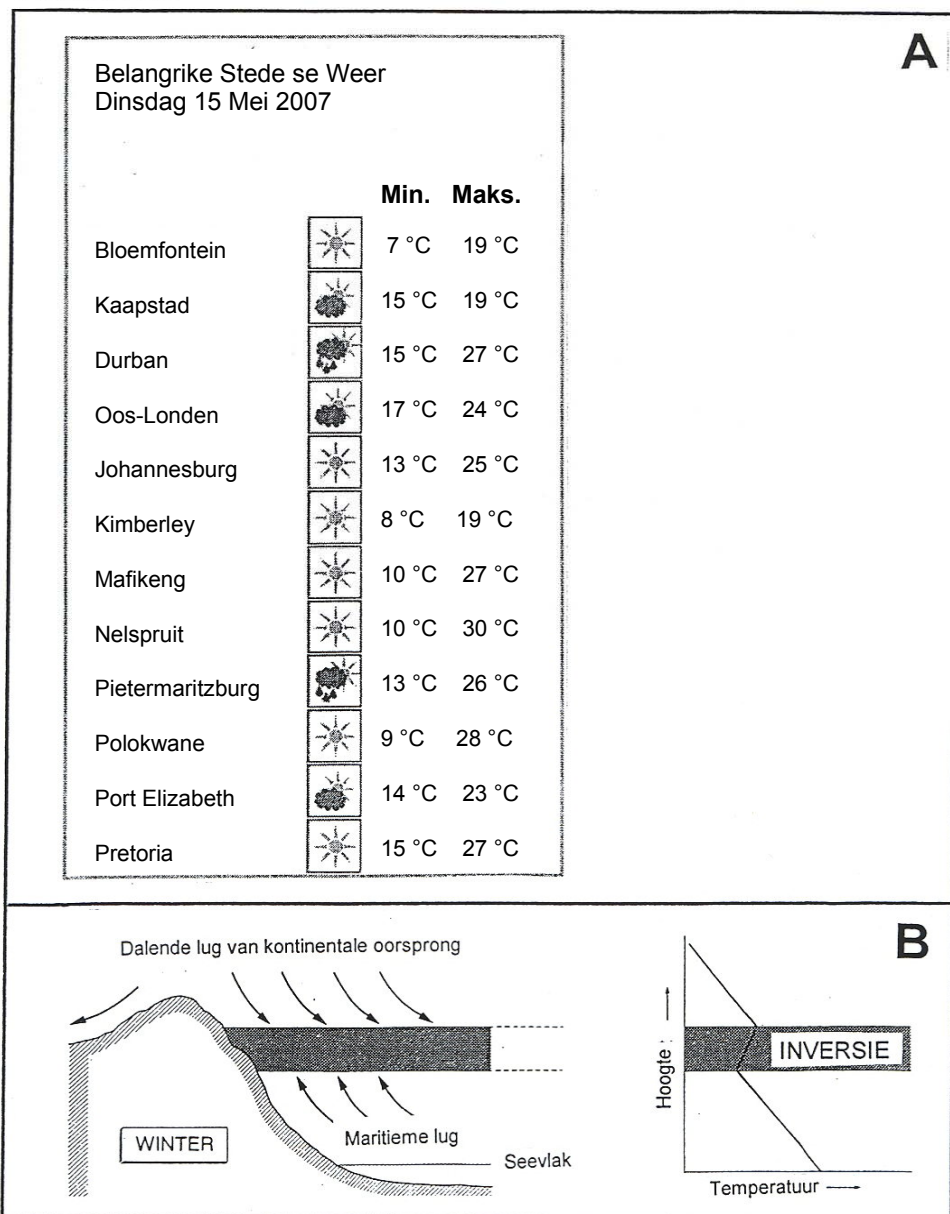 A
Belangrike Stede se Weer
Dinsdag 15 Mei 2007
Min. Maks.
Bloemfontein 7 °C 19 °C
Kaapstad 15 °C 19 °C
Durban 15 °C 27 °C
Oos-Londen 17 °C 24 °C
Johannesburg 13 °C 25 °C
Kimberley 8 °C 19 °C
Mafikeng 10 °C 27 °C
Nelspruit 10 °C 30 °C
Pietermaritzburg 13 °C 26 °C
Polokwane 9 °C 28 °C
Port Elizabeth 14 °C 23 °C
Pretoria 15 °C 27 °C
B
Dalende lug van kontinentale oorsprong
WINTER
Maritieme lug
Seevlak
Hoogte :
INVERSIE
Temperatuur